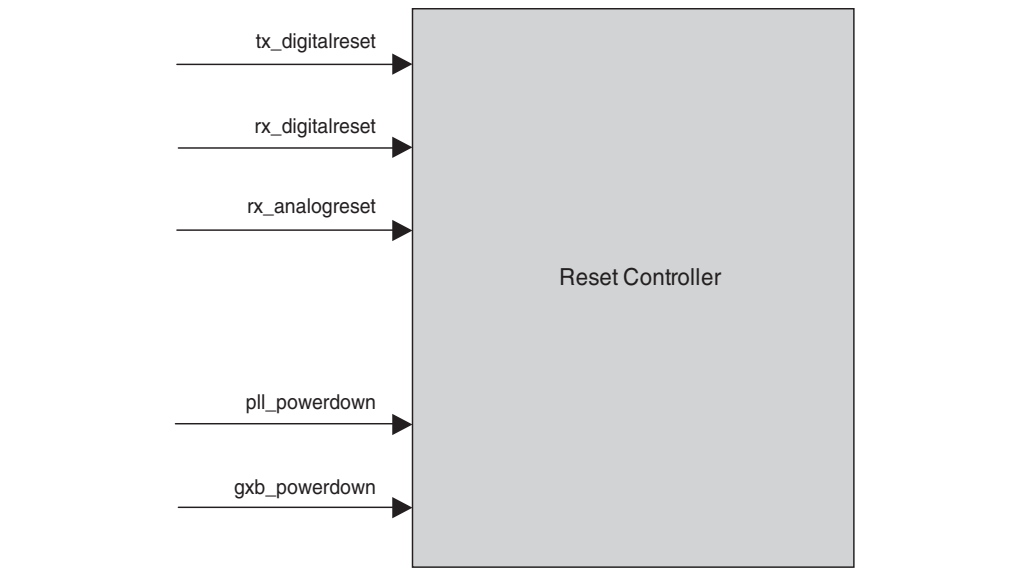 tx_digitalreset
rx_digitalreset
rx_analogreset
Reset Controller
pll_powerdown
gxb_powerdown